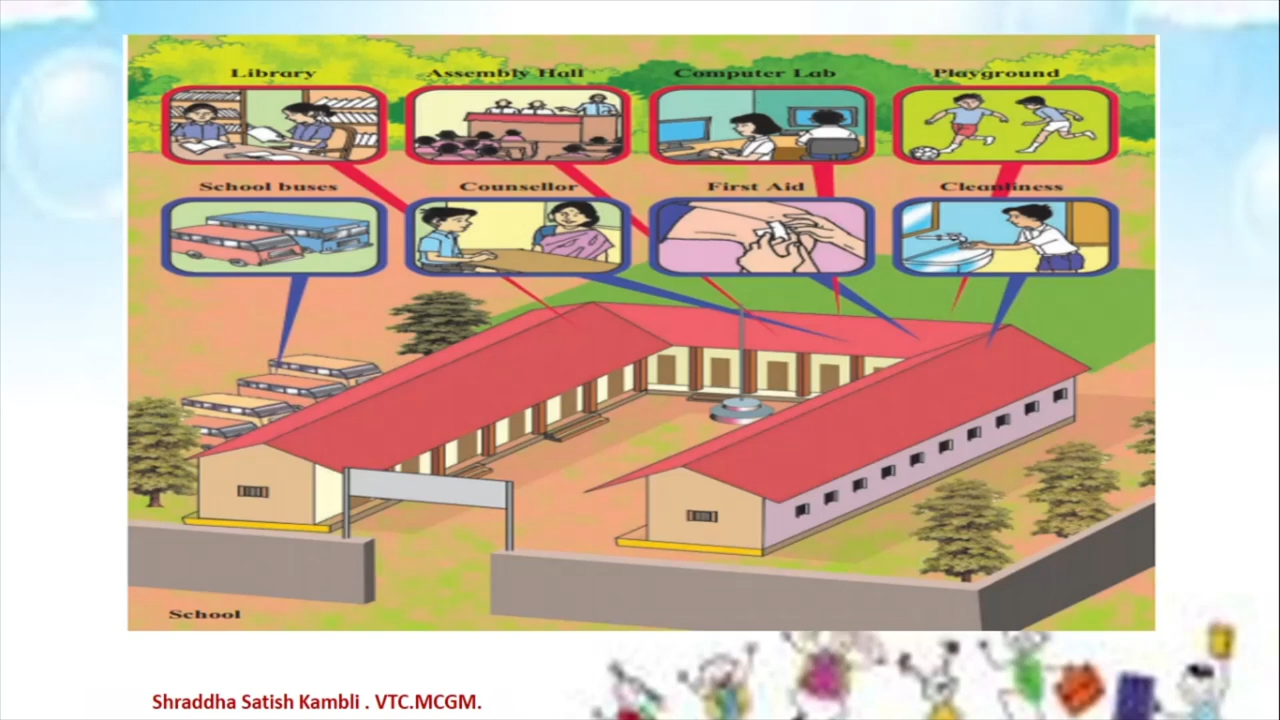 Library Assembly Hall Computer Lab Playground
School buses Counsellor First Aid Cleanliness
School
Shraddha Satish Kambli . VTC.MCGM.